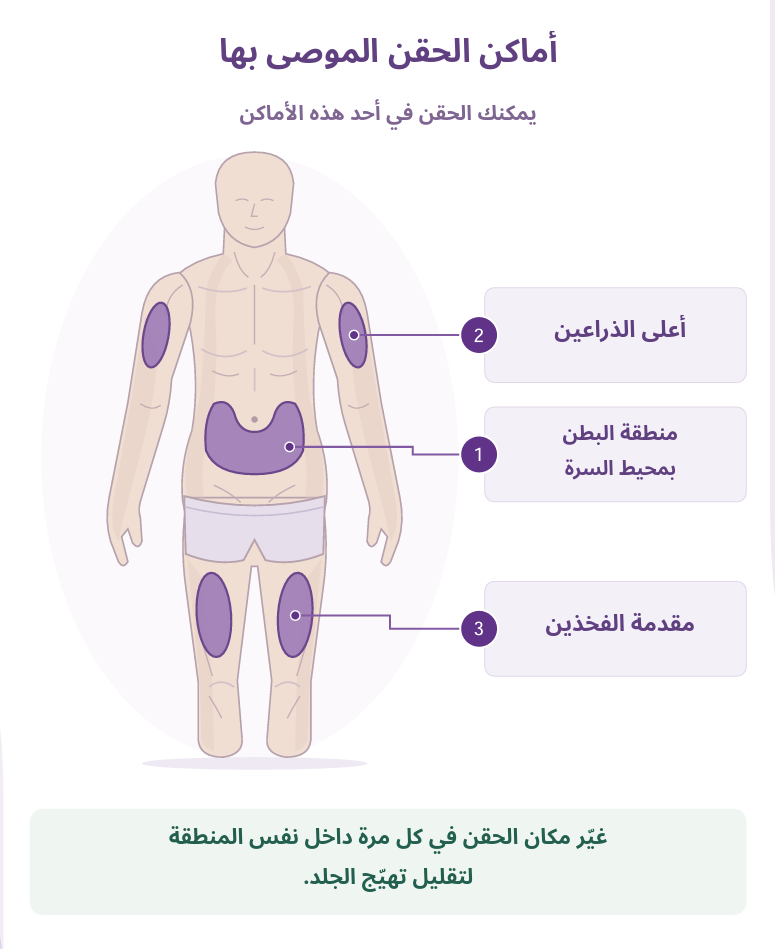 أماكن الحقن الموصى بها
يمكنك الحقن في أحد هذه الأماكن
2
أعلى الذراعين
1
منطقة البطن
بمحيط السرة
3
مقدمة الفخذين
غيّر مكان الحقن في كل مرة داخل نفس المنطقة
لتقليل تهيّج الجلد.